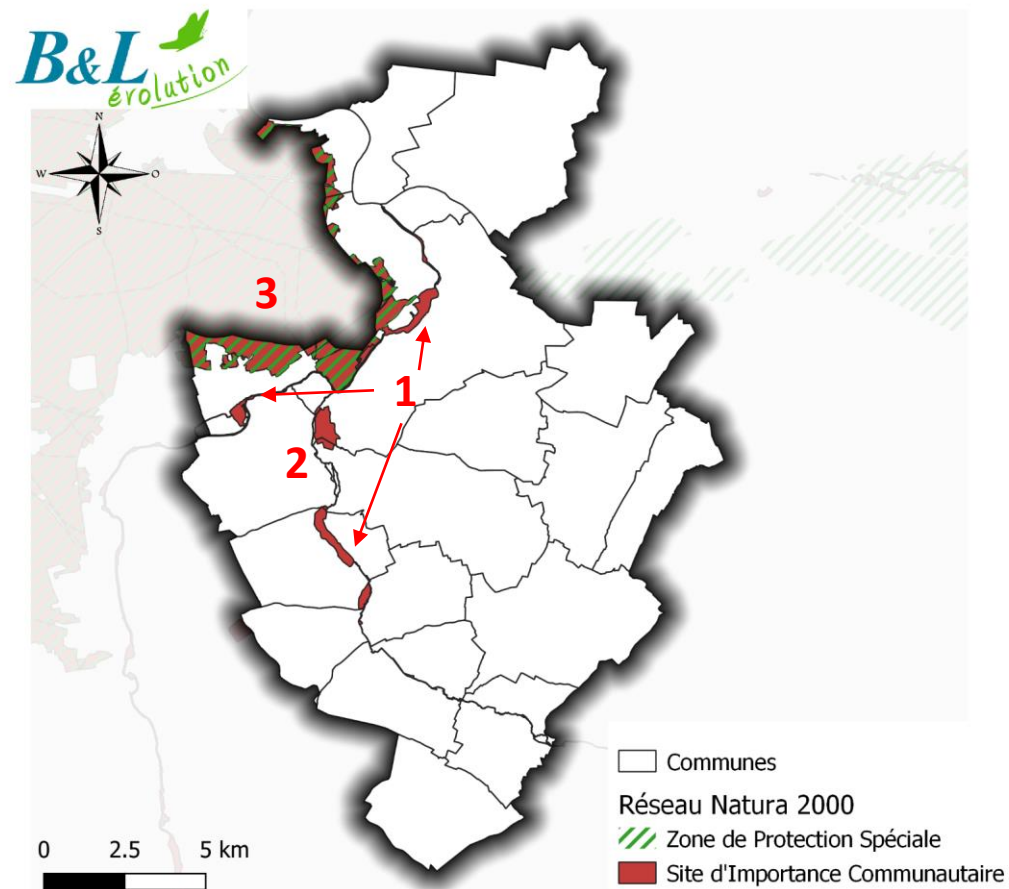 B&L
évolution
N
W
O
S
3
1
2
Communes
Réseau Natura 2000
Zone de Protection Spéciale
Site d'Importance Communautaire
0 2.5 5 km